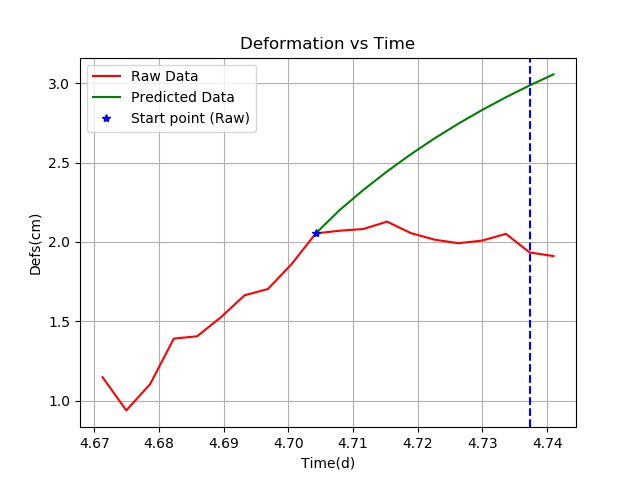 Deformation vs Time
Raw Data
Predicted Data
Start point (Raw)
3.0
2.5
2.0
1.5
1.0
Defs(cm)
4.67 4.68 4.69 4.70 4.71 4.72 4.73 4.74
Time(d)